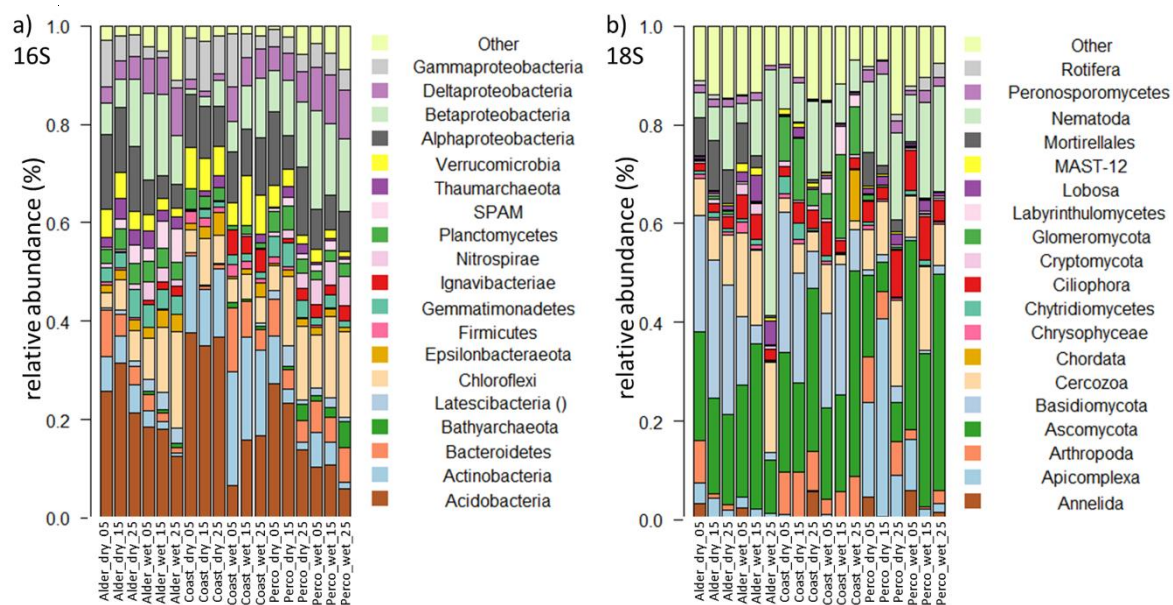 a)
16S
relative abundance (%)
1.0
0.8
0.6
0.4
0.2
0.0
Alder_dry_05
Alder_dry_15
Alder_dry_25
Alder_wet_05
Alder_wet_15
Alder_wet_25
Coast_dry_05
Coast_dry_15
Coast_dry_25
Coast_wet_05
Coast_wet_15
Coast_wet_25
Perco_dry_05
Perco_dry_15
Perco_dry_25
Perco_wet_05
Perco_wet_15
Perco_wet_25
Other
Gammaproteobacteria
Deltaproteobacteria
Betaproteobacteria
Alphaproteobacteria
Verrucomicrobia
Thaumarchaeota
SPAM
Planctomycetes
Nitrospirae
Ignavibacteriae
Gemmatimonadetes
Firmicutes
Epsilonbacteraeota
Chloroflexi
Latescibacteria ()
Bathyarchaeota
Bacteroidetes
Actinobacteria
Acidobacteria
b)
18S
relative abundance (%)
1.0
0.8
0.6
0.4
0.2
0.0
Alder_dry_05
Alder_dry_15
Alder_dry_25
Alder_wet_05
Alder_wet_15
Alder_wet_25
Coast_dry_05
Coast_dry_15
Coast_dry_25
Coast_wet_05
Coast_wet_15
Coast_wet_25
Perco_dry_05
Perco_dry_15
Perco_dry_25
Perco_wet_05
Perco_wet_15
Perco_wet_25
Other
Rotifera
Peronosporomycetes
Nematoda
Mortirellales
MAST-12
Lobosa
Labyrinthulomycetes
Glomeromycota
Cryptomycota
Ciliophora
Chytridiomycetes
Chrysophyceae
Chordata
Cercozoa
Basidiomycota
Ascomycota
Arthropoda
Apicomplexa
Annelida